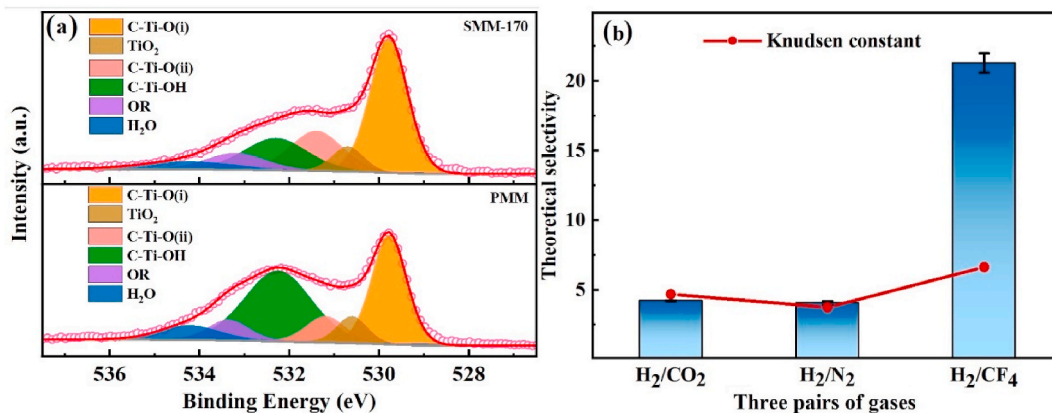 (a)
SMM-170
C-Ti-O(i)
TiO₂
C-Ti-O(ii)
C-Ti-OH
OR
H₂O
PMM
C-Ti-O(i)
TiO₂
C-Ti-O(ii)
C-Ti-OH
OR
H₂O
Intensity (a.u.)
536 534 532 531 530 528
Binding Energy (eV)
(b)
Knudsen constant
Theoretical selectivity
20
15
10
5
H₂/CO₂ H₂/N₂ H₂/CF₄
Three pairs of gases